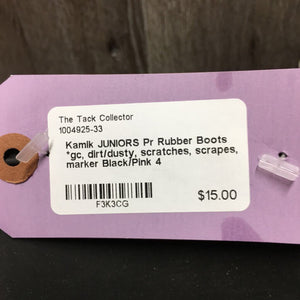 The Tack Collector
1004925-33
Kamik JUNIORS Pr Rubber Boots
*gc, dirt/dusty, scratches, scrapes,
marker Black/Pink 4
F3K3CG
$15.00